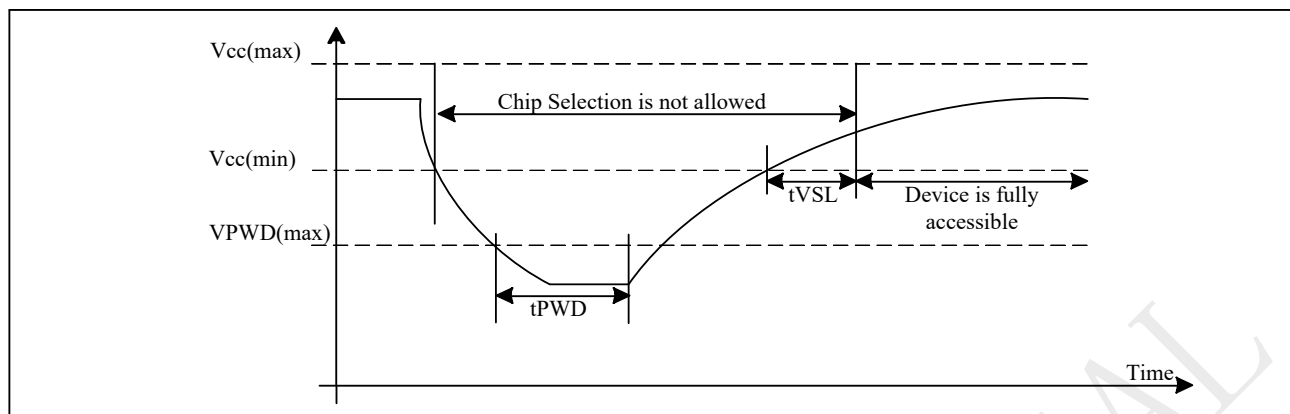 Vcc(max)
Chip Selection is not allowed
Vcc(min)
tVSL
Device is fully
accessible
VPWD(max)
tPWD
Time